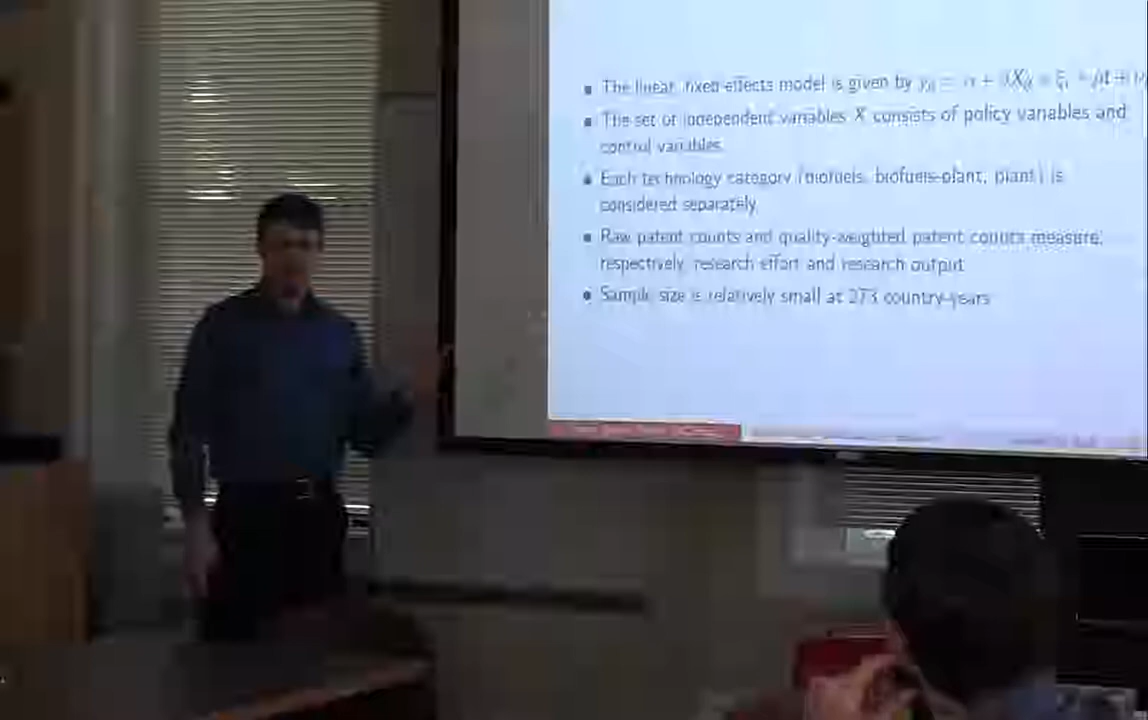 The linear fixed-effects model is given by
The set of independent variables X consists of policy variables and
control variables.
Each technology category (biofuels, biofuels-plant, plant) is
considered separately
Raw patent counts and quality-weighted patent counts measure,
respectively, research effort and research output
Sample size is relatively small at 273 country-years